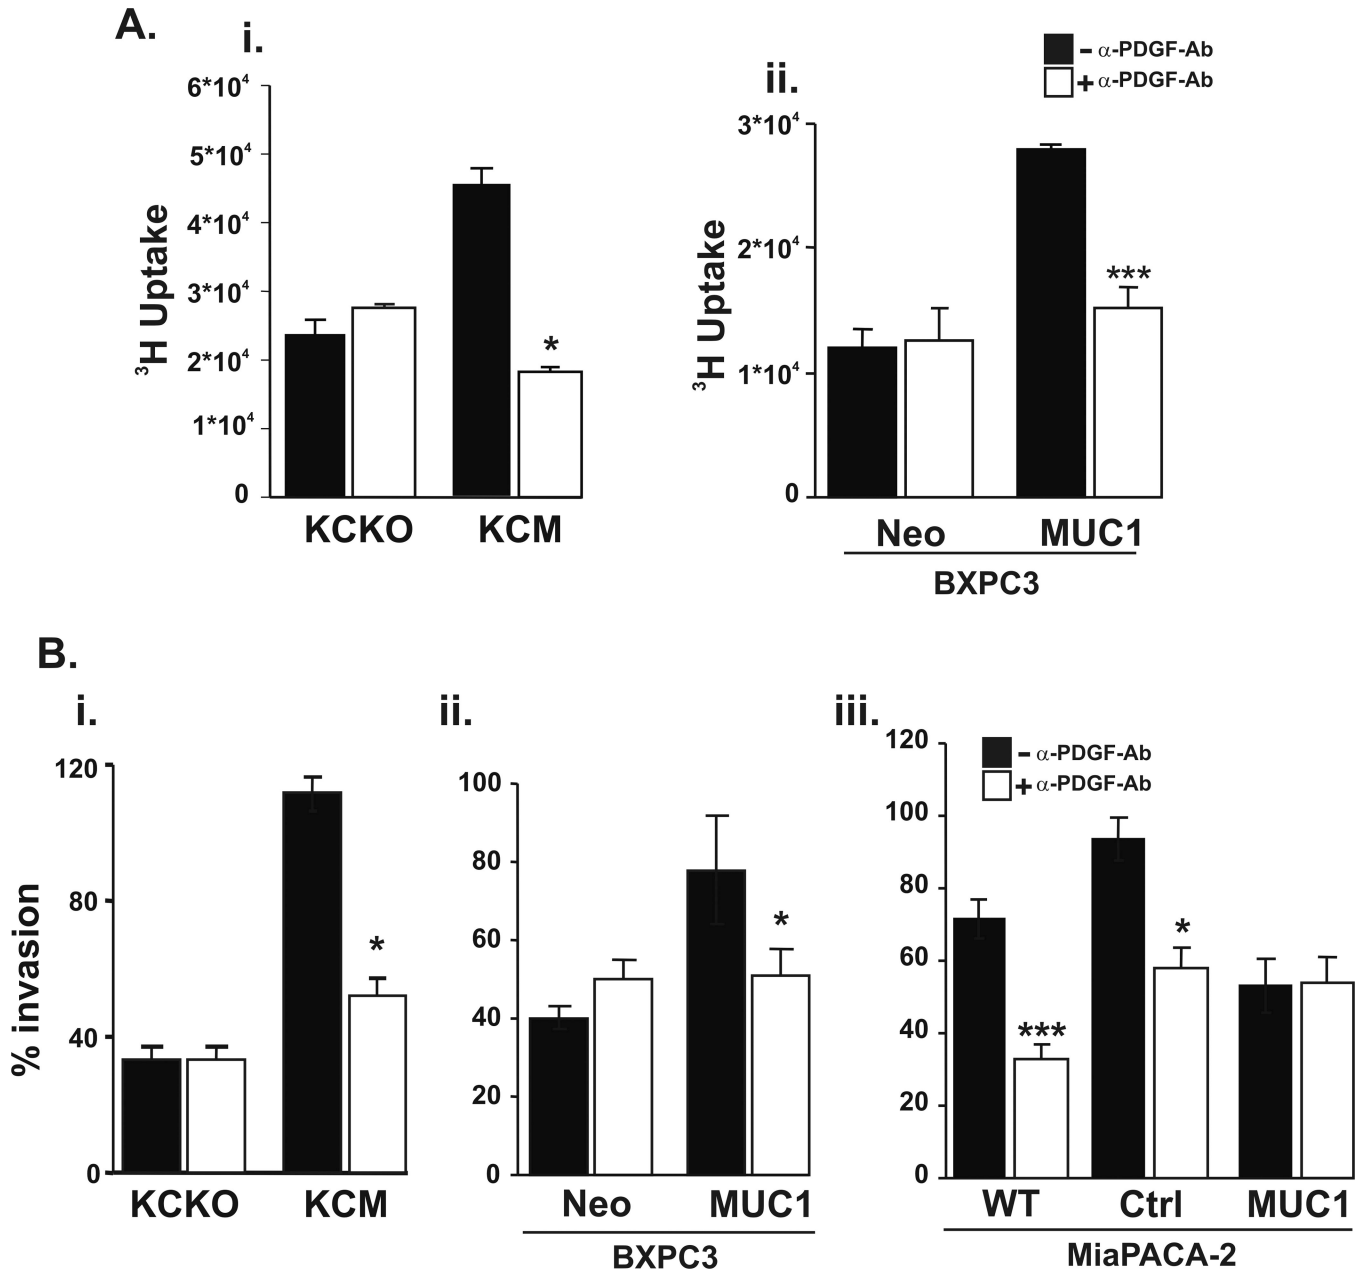 A.
i.
6*10⁴
5*10⁴
4*10⁴
3*10⁴
2*10⁴
1*10⁴
0
³H Uptake
*
KCKO KCM
ii.
- α-PDGF-Ab
+ α-PDGF-Ab
3*10⁴
2*10⁴
1*10⁴
0
³H Uptake
***
Neo MUC1
BXPC3
B.
i.
120
80
40
0
% invasion
*
KCKO KCM
ii.
100
80
60
40
20
0
*
Neo MUC1
BXPC3
iii.
- α-PDGF-Ab
+ α-PDGF-Ab
120
100
80
60
40
20
0
***
*
WT Ctrl MUC1
MiaPACA-2